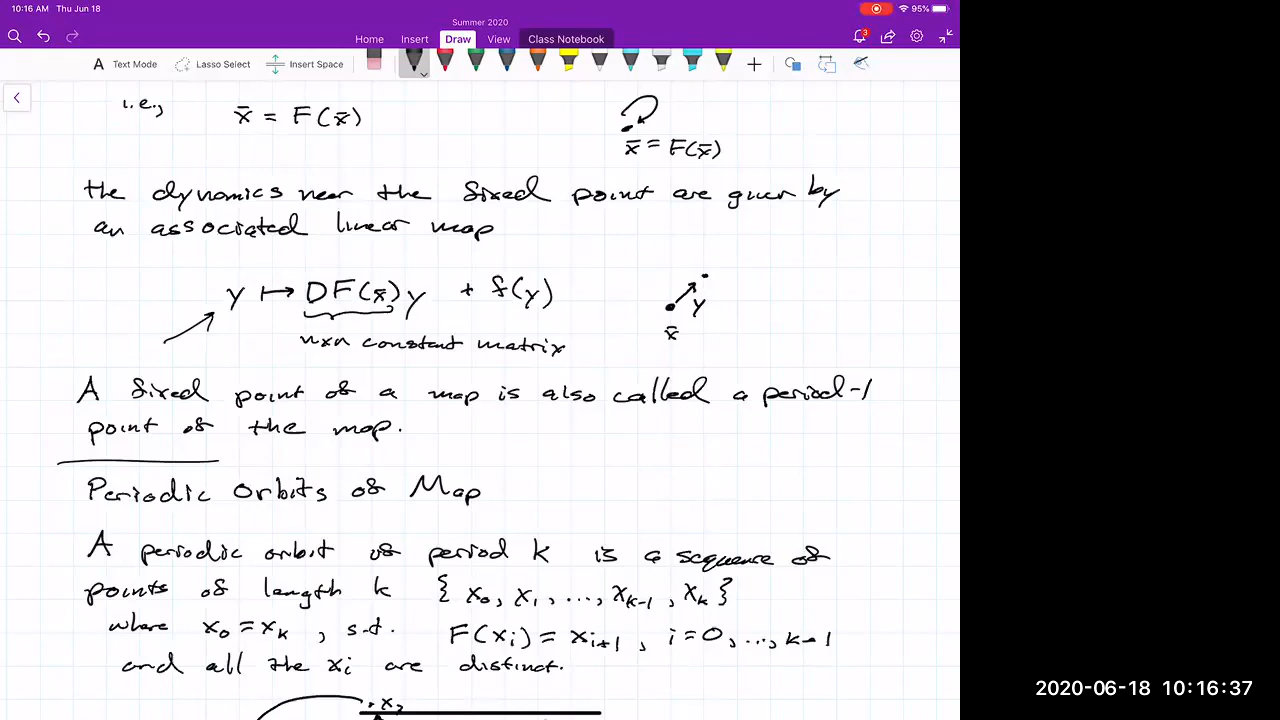 10:16 AM Thu Jun 18
95%
Summer 2020
Home Insert Draw View Class Notebook
3
A Text Mode Lasso Select Insert Space
i.e., x̄ = F(x̄)
x̄ = F(x̄)
the dynamics near the fixed point are given by
an associated linear map
y ↦ DF(x̄)y + f(y)
y
x̄
nxn constant matrix
A fixed point of a map is also called a period-1
point of the map.
Periodic Orbits of Map
A periodic orbit of period k is a sequence of
points of length k { x₀, x₁, ..., xₖ₋₁, xₖ }
where x₀ = xₖ, s.t. F(xᵢ) = xᵢ₊₁, i=0, ..., k-1
and all the xᵢ are distinct.
2020-06-18 10:16:37